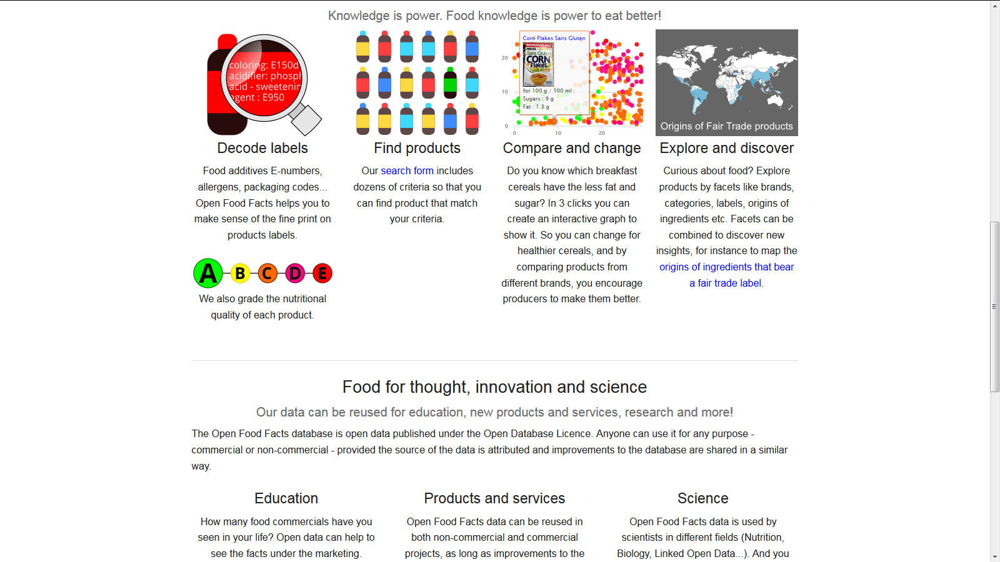 Knowledge is power. Food knowledge is power to eat better!
coloring: E150d
acidifier: phosph
acid - sweetenin
agent : E950
Decode labels
Food additives E-numbers,
allergens, packaging codes...
Open Food Facts helps you to
make sense of the fine print on
products labels.
A B C D E
We also grade the nutritional
quality of each product.
Find products
Our search form includes
dozens of criteria so that you
can find product that match
your criteria.
Corn Flakes Sans Gluten
NOUVEAU
Sans Gluten
CORN
Flakes
for 100 g / 100 ml :
Sugars : 9 g
Fat : 1.3 g
20
10
0
0 10 20
Compare and change
Do you know which breakfast
cereals have the less fat and
sugar? In 3 clicks you can
create an interactive graph to
show it. So you can change for
healthier cereals, and by
comparing products from
different brands, you encourage
producers to make them better.
Origins of Fair Trade products
Explore and discover
Curious about food? Explore
products by facets like brands,
categories, labels, origins of
ingredients etc. Facets can be
combined to discover new
insights, for instance to map the
origins of ingredients that bear
a fair trade label.
Food for thought, innovation and science
Our data can be reused for education, new products and services, research and more!
The Open Food Facts database is open data published under the Open Database Licence. Anyone can use it for any purpose -
commercial or non-commercial - provided the source of the data is attributed and improvements to the database are shared in a similar
way.
Education
How many food commercials have you
seen in your life? Open data can help to
see the facts under the marketing.
Products and services
Open Food Facts data can be reused in
both non-commercial and commercial
projects, as long as improvements to the
Science
Open Food Facts data is used by
scientists in different fields (Nutrition,
Biology, Linked Open Data...). And you